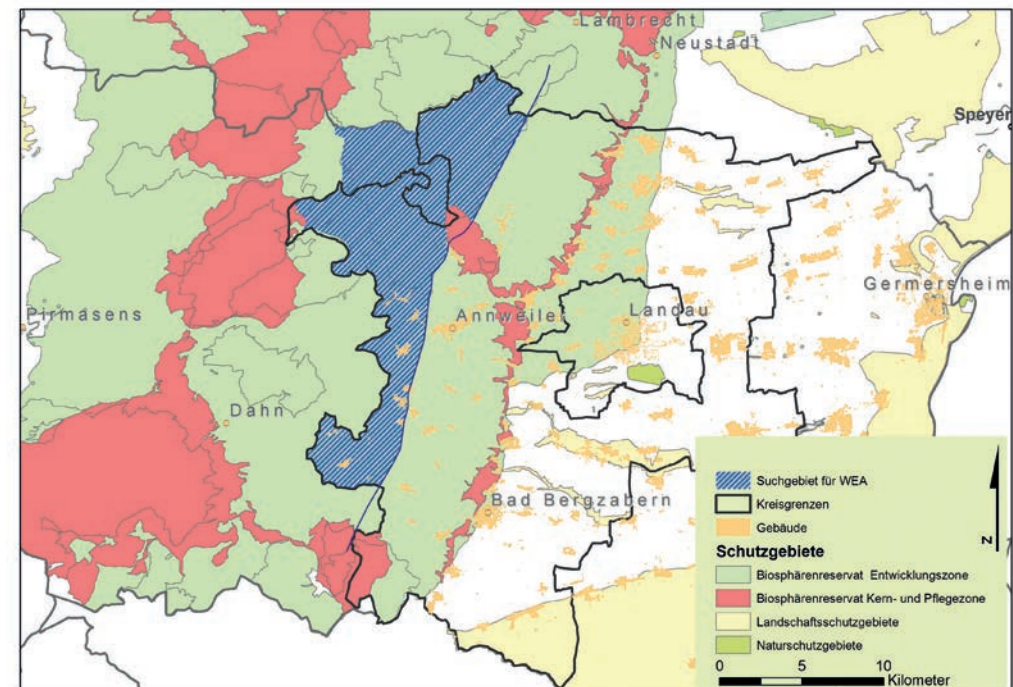 Lambrecht
Neustadt
Speyer
Germersheim
Pirmasens
Annweiler
Landau
Dahn
Bad Bergzabern
Suchgebiet für WEA
Kreisgrenzen
Gebäude
Schutzgebiete
Biosphärenreservat Entwicklungszone
Biosphärenreservat Kern- und Pflegezone
Landschaftsschutzgebiete
Naturschutzgebiete
N
0 5 10
Kilometer